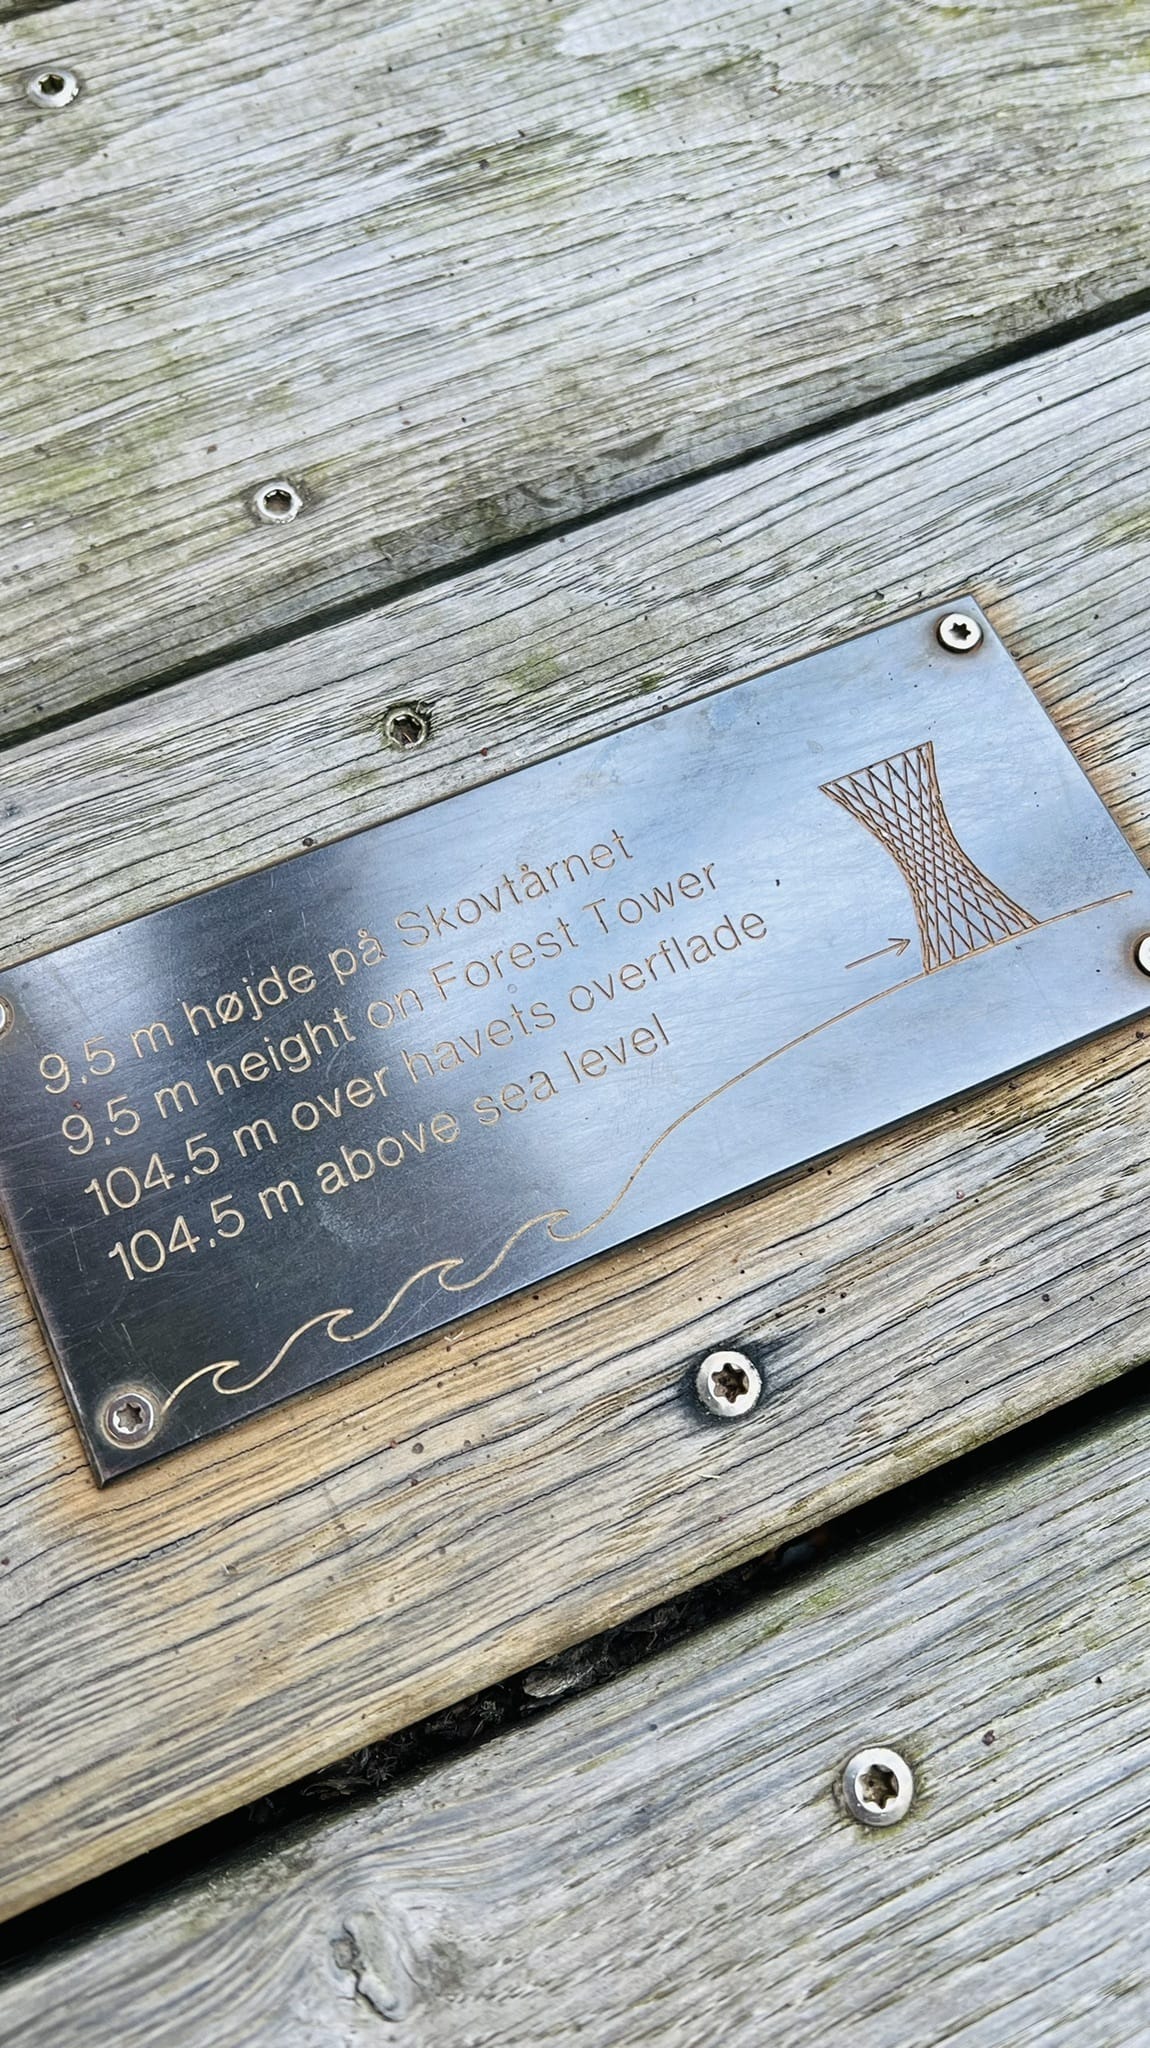 9.5 m højde på Skovtårnet
9.5 m height on Forest Tower
104.5 m over havets overflade
104.5 m above sea level